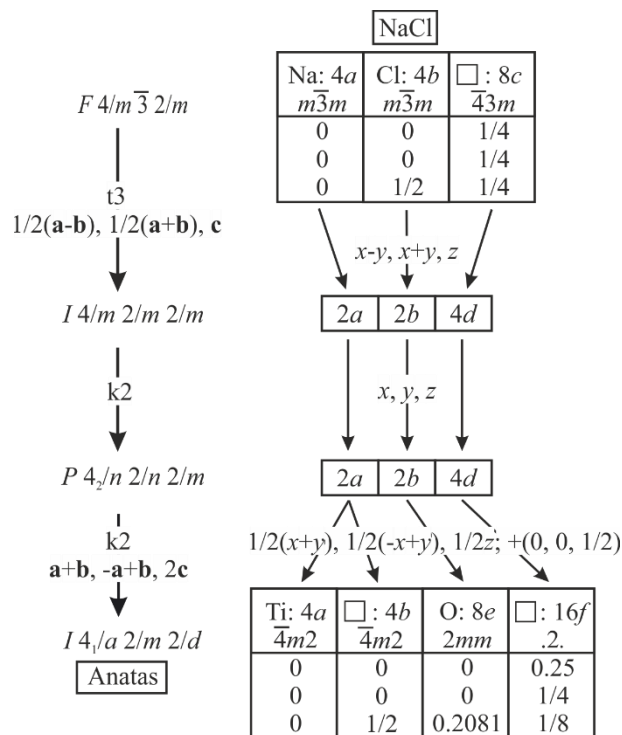 NaCl
Na: 4a Cl: 4b □ : 8c
m3̅m m3̅m 4̅3m
F 4/m 3̅ 2/m
0 0 1/4
0 0 1/4
0 1/2 1/4
t3
1/2(a-b), 1/2(a+b), c
x-y, x+y, z
I 4/m 2/m 2/m
2a 2b 4d
k2
x, y, z
P 4₂/n 2/n 2/m
2a 2b 4d
k2
a+b, -a+b, 2c
1/2(x+y), 1/2(-x+y), 1/2z; +(0, 0, 1/2)
I 4₁/a 2/m 2/d
Anatas
Ti: 4a □ : 4b O: 8e □ : 16f
4̅m2 4̅m2 2mm .2.
0 0 0 0.25
0 0 0 1/4
0 1/2 0.2081 1/8